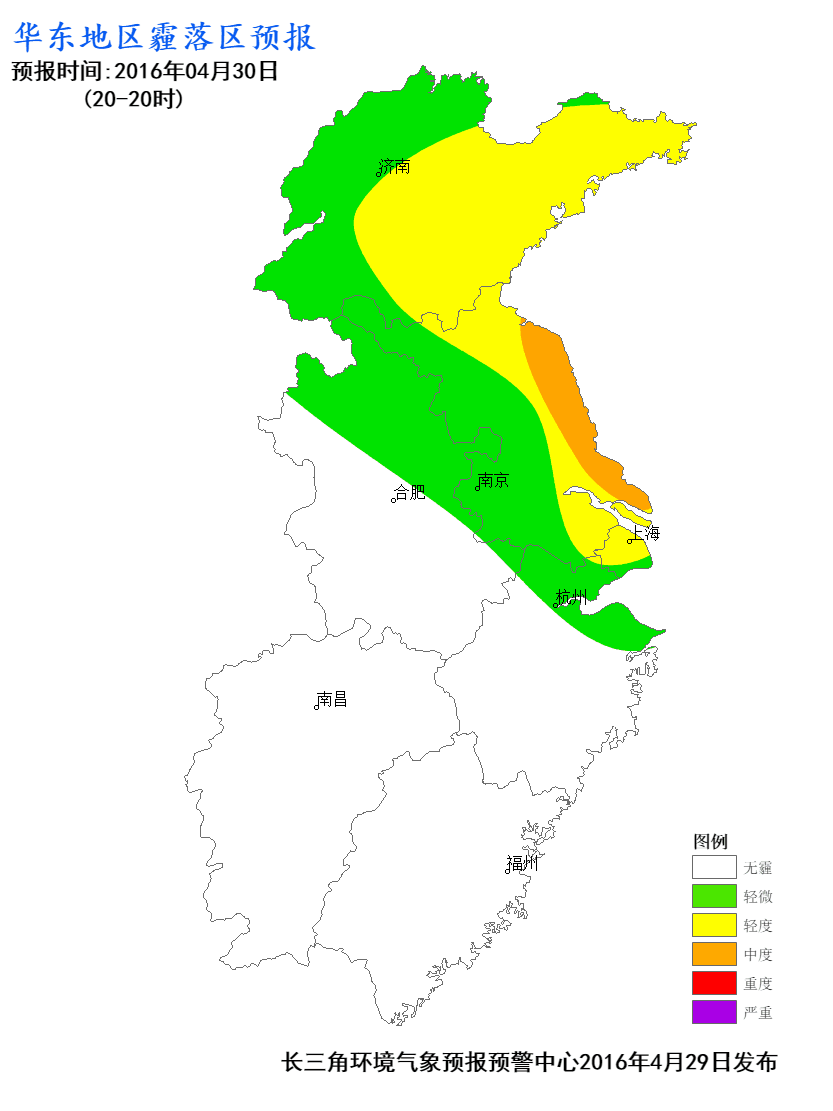 华东地区霾落区预报
预报时间:2016年04月30日
(20-20时)
济南
南京
合肥
上海
杭州
南昌
福州
图例
无霾
轻微
轻度
中度
重度
严重
长三角环境气象预报预警中心2016年4月29日发布